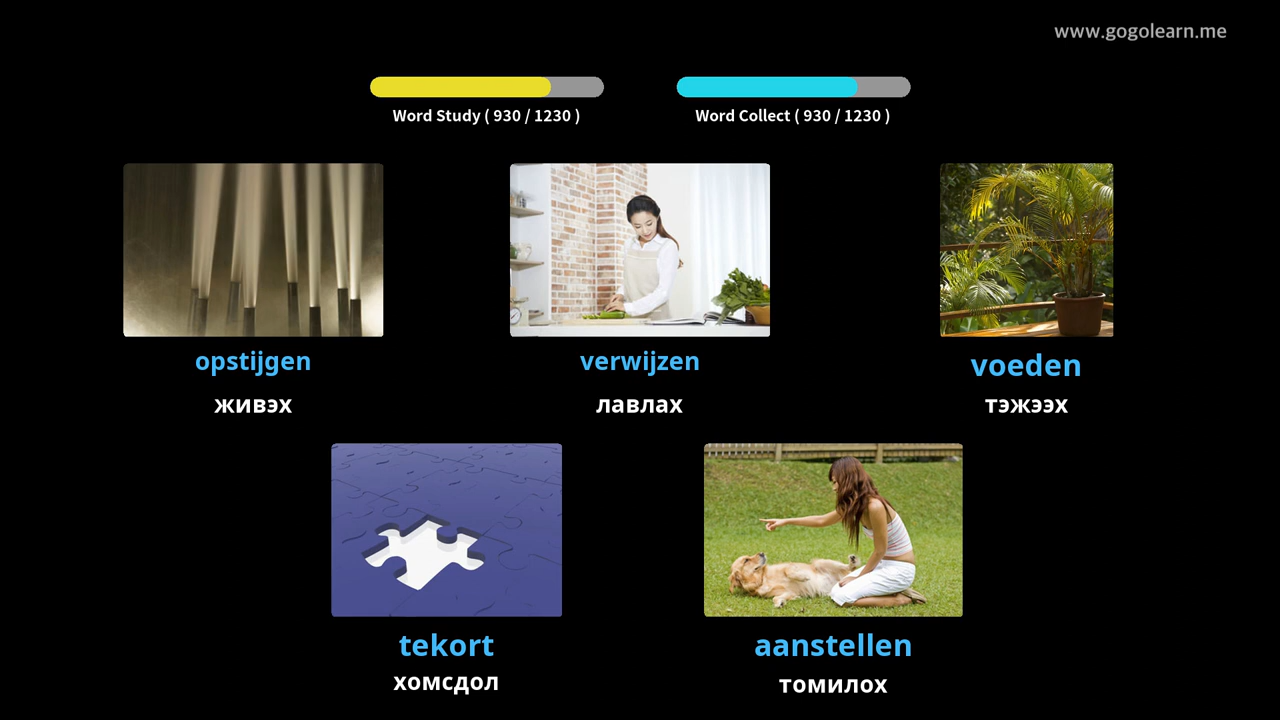 www.gogolearn.me
Word Study ( 930 / 1230 )
Word Collect ( 930 / 1230 )
opstijgen
живэх
verwijzen
лавлах
voeden
тэжээх
tekort
хомсдол
aanstellen
томилох